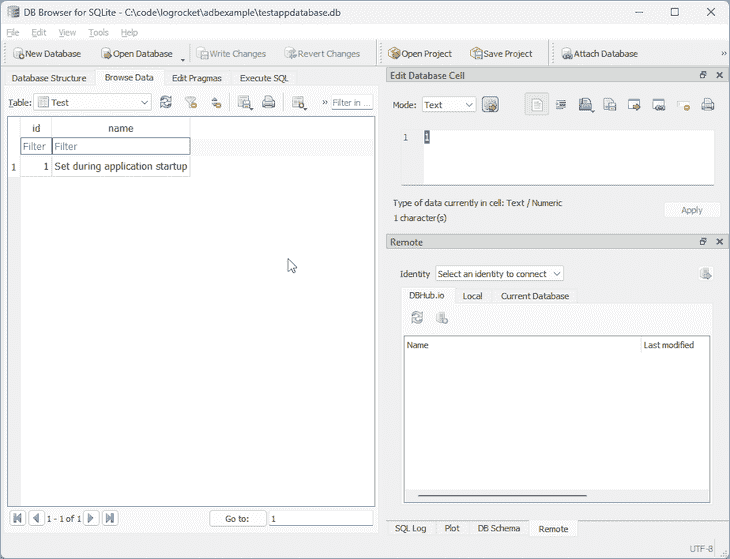 DB Browser for SQLite - C:\code\logrocket\adbexample\testappdatabase.db
File Edit View Tools Help
New Database Open Database Write Changes Revert Changes Open Project Save Project Attach Database »
Database Structure Browse Data Edit Pragmas Execute SQL
Table: Test » Filter in ...
id name
Filter Filter
1 1 Set during application startup
1 - 1 of 1 Go to: 1
Edit Database Cell
Mode: Text
1 1
Type of data currently in cell: Text / Numeric
1 character(s)
Apply
Remote
Identity Select an identity to connect
DBHub.io Local Current Database
Name Last modified
SQL Log Plot DB Schema Remote
UTF-8